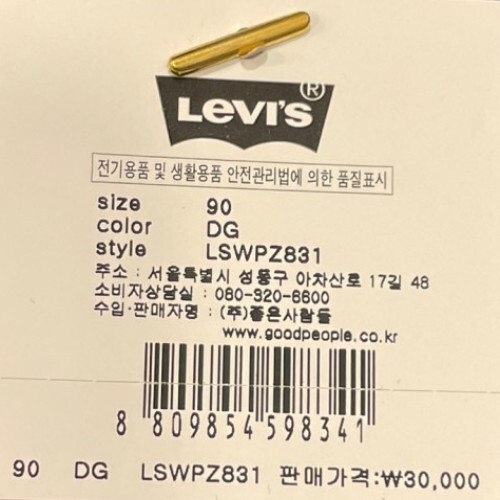 Levi's®
전기용품 및 생활용품 안전관리법에 의한 품질표시
size 90
color DG
style LSWPZ831
주소 : 서울특별시 성동구 아차산로 17길 48
소비자상담실 : 080-920-6600
수입·판매자명 : (주)좋은사람들
www.goodpeople.co.kr
8 809854 598341
90 DG LSWPZ831 판매가격:₩30,000